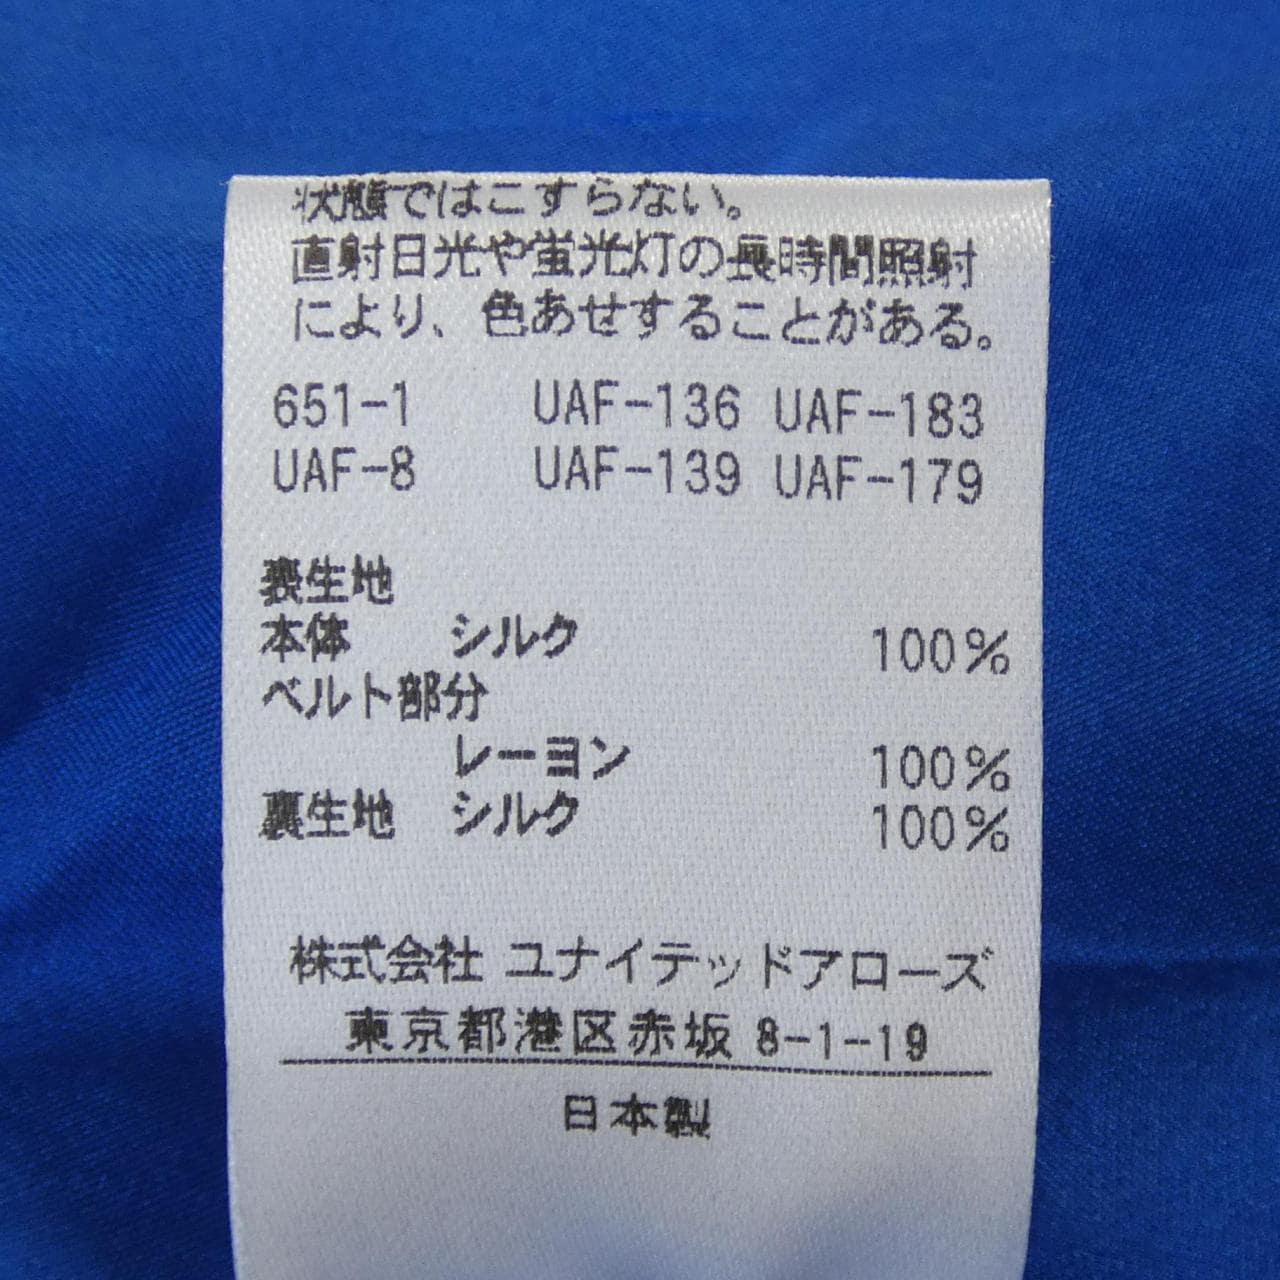 状態ではこすらない。
直射日光や蛍光灯の長時間照射
により、色あせすることがある。
651-1 UAF-136 UAF-183
UAF-8 UAF-139 UAF-179
表生地
本体 シルク 100%
ベルト部分
レーヨン 100%
裏生地 シルク 100%
株式会社 ユナイテッドアローズ
東京都港区赤坂 8-1-19
日本製